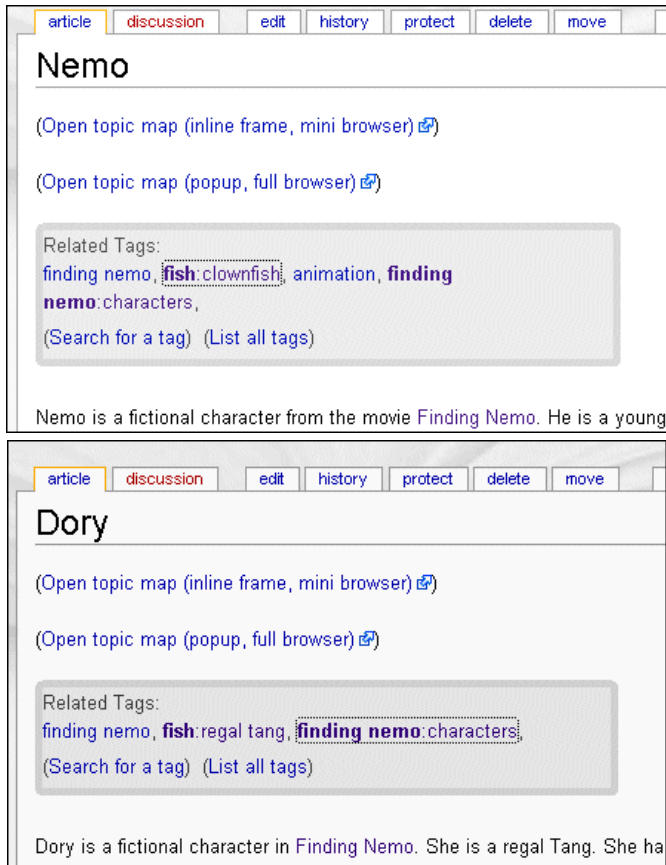 article discussion edit history protect delete move
Nemo
(Open topic map (inline frame, mini browser) )
(Open topic map (popup, full browser) )
Related Tags:
finding nemo, fish:clownfish, animation, finding
nemo:characters,
(Search for a tag) (List all tags)
Nemo is a fictional character from the movie Finding Nemo. He is a young
article discussion edit history protect delete move
Dory
(Open topic map (inline frame, mini browser) )
(Open topic map (popup, full browser) )
Related Tags:
finding nemo, fish:regal tang, finding nemo:characters,
(Search for a tag) (List all tags)
Dory is a fictional character in Finding Nemo. She is a regal Tang. She ha